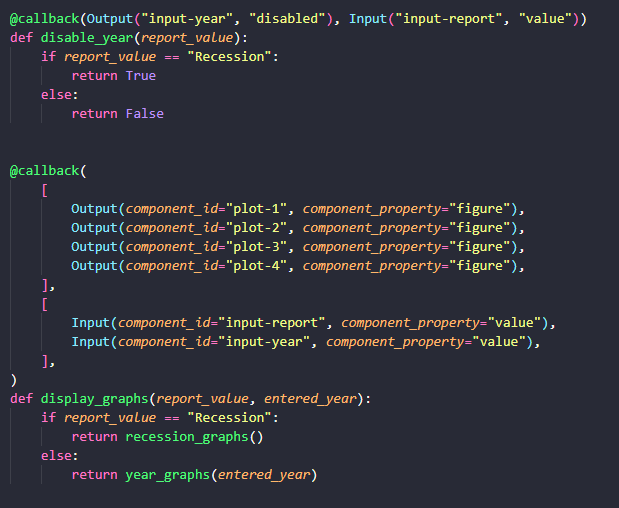 @callback(Output("input-year", "disabled"), Input("input-report", "value"))
def disable_year(report_value):
    if report_value == "Recession":
        return True
    else:
        return False
@callback(
    [
        Output(component_id="plot-1", component_property="figure"),
        Output(component_id="plot-2", component_property="figure"),
        Output(component_id="plot-3", component_property="figure"),
        Output(component_id="plot-4", component_property="figure"),
    ],
    [
        Input(component_id="input-report", component_property="value"),
        Input(component_id="input-year", component_property="value"),
    ],
)
def display_graphs(report_value, entered_year):
    if report_value == "Recession":
        return recession_graphs()
    else:
        return year_graphs(entered_year)